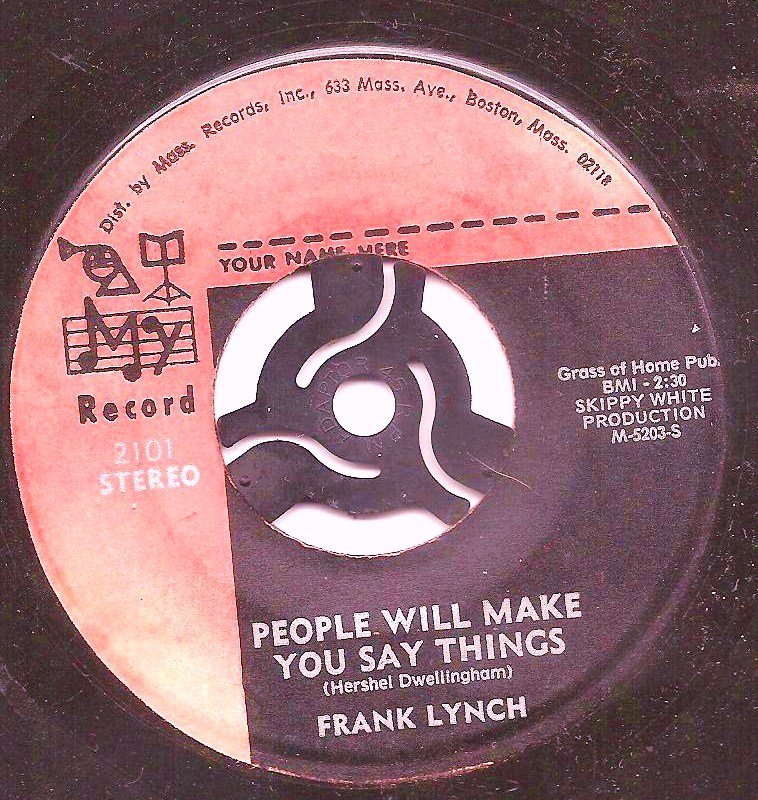 Dist. by Mass. Records, Inc., 633 Mass. Ave., Boston, Mass. 02118
YOUR NAME HERE
My
Record
2101
STEREO
Grass of Home Pub.
BMI - 2:30
SKIPPY WHITE
PRODUCTION
M-5203-S
PEOPLE WILL MAKE
YOU SAY THINGS
(Hershel Dwellingham)
FRANK LYNCH